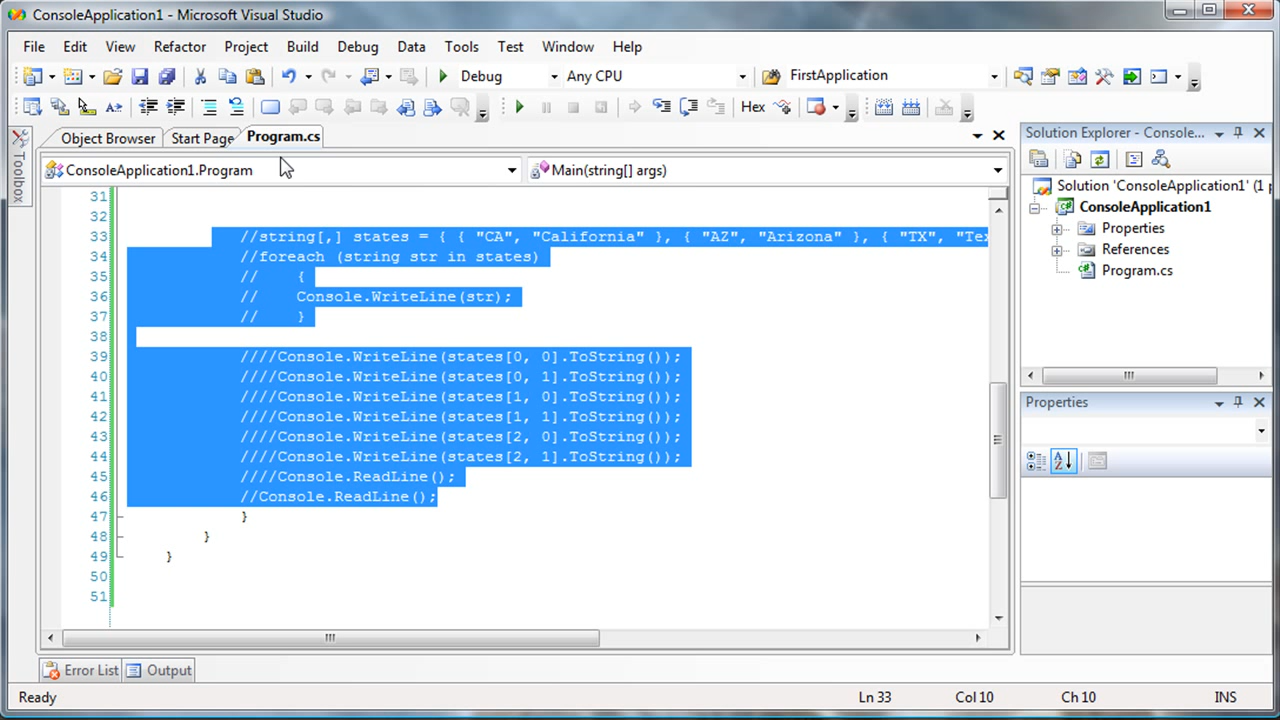 ConsoleApplication1 - Microsoft Visual Studio
File Edit View Refactor Project Build Debug Data Tools Test Window Help
Debug Any CPU FirstApplication
Hex
Object Browser Start Page Program.cs
ConsoleApplication1.Program Main(string[] args)
Toolbox
31
32
33 //string[,] states = { { "CA", "California" }, { "AZ", "Arizona" }, { "TX", "Tex
34 //foreach (string str in states)
35 // {
36 // Console.WriteLine(str);
37 // }
38
39 ////Console.WriteLine(states[0, 0].ToString());
40 ////Console.WriteLine(states[0, 1].ToString());
41 ////Console.WriteLine(states[1, 0].ToString());
42 ////Console.WriteLine(states[1, 1].ToString());
43 ////Console.WriteLine(states[2, 0].ToString());
44 ////Console.WriteLine(states[2, 1].ToString());
45 ////Console.ReadLine();
46 //Console.ReadLine();
47 }
48 }
49 }
50
51
Solution Explorer - Console...
Solution 'ConsoleApplication1' (1 p
ConsoleApplication1
Properties
References
Program.cs
Properties
Error List Output
Ready Ln 33 Col 10 Ch 10 INS